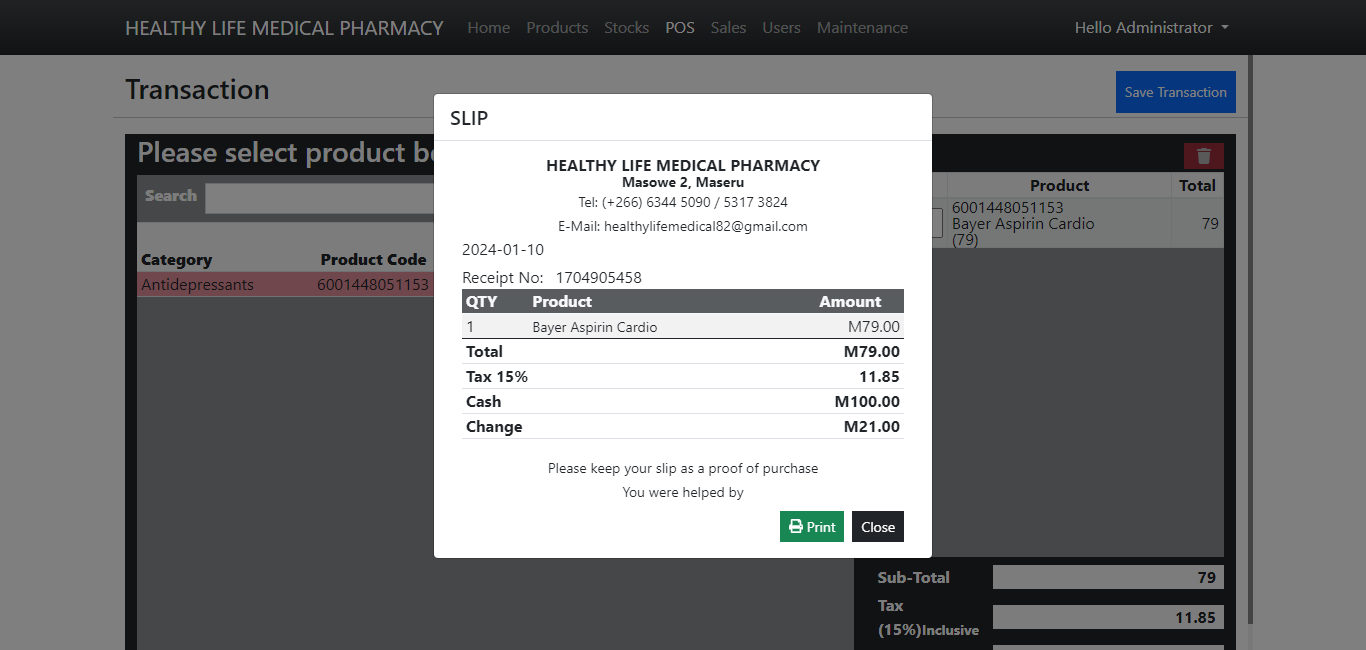 HEALTHY LIFE MEDICAL PHARMACY Home Products Stocks POS Sales Users Maintenance Hello Administrator
Transaction
Save Transaction
SLIP
HEALTHY LIFE MEDICAL PHARMACY
Masowe 2, Maseru
Tel: (+266) 6344 5090 / 5317 3824
E-Mail: healthylifemedical82@gmail.com
2024-01-10
Receipt No: 1704905458
QTY Product Amount
1 Bayer Aspirin Cardio M79.00
Total M79.00
Tax 15% 11.85
Cash M100.00
Change M21.00
Please keep your slip as a proof of purchase
You were helped by
Print Close
Please select product
Search
Category Product Code
Antidepressants 6001448051153
Product Total
6001448051153
Bayer Aspirin Cardio
(79)
79
Sub-Total 79
Tax
(15%)Inclusive
11.85